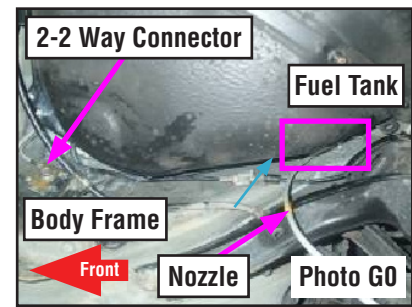 2-2 Way Connector
Fuel Tank
Body Frame
Front
Nozzle
Photo G0